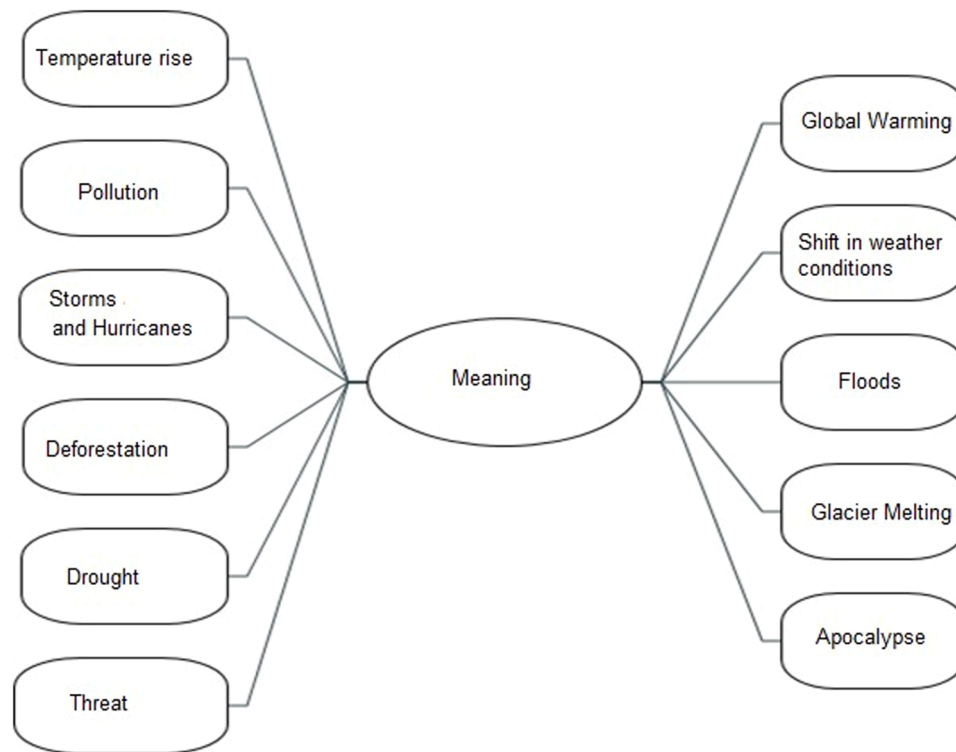 Temperature rise
Pollution
Storms
and Hurricanes
Deforestation
Drought
Threat
Meaning
Global Warming
Shift in weather
conditions
Floods
Glacier Melting
Apocalypse